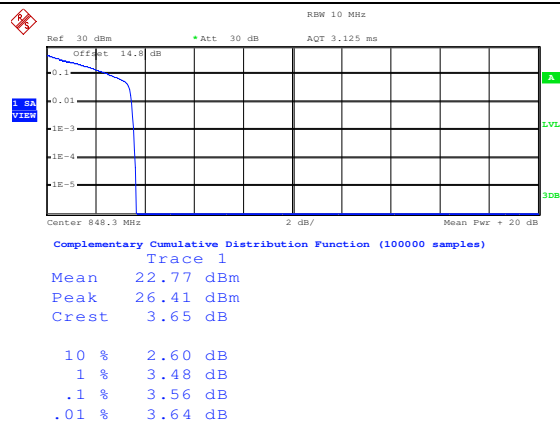 RBW 10 MHz
Ref 30 dBm * Att 30 dB AQT 3.125 ms
Offset 14.8 dB
0.1
A
0.01
1 SA
VIEW
1E-3
LVL
1E-4
1E-5
3DB
Center 848.3 MHz 2 dB/ Mean Pwr + 20 dB
Complementary Cumulative Distribution Function (100000 samples)
Trace 1
Mean 22.77 dBm
Peak 26.41 dBm
Crest 3.65 dB
10 % 2.60 dB
1 % 3.48 dB
.1 % 3.56 dB
.01 % 3.64 dB